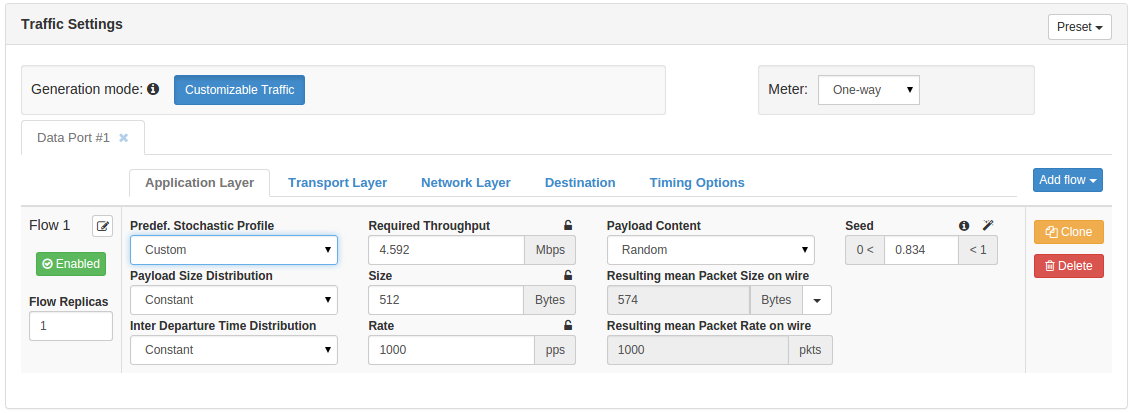 Traffic Settings
Preset
Generation mode:
Customizable Traffic
Meter:
One-way
Data Port #1
Application Layer
Transport Layer
Network Layer
Destination
Timing Options
Add flow
Flow 1
Enabled
Flow Replicas
1
Predef. Stochastic Profile
Custom
Required Throughput
4.592 Mbps
Payload Content
Random
Seed
0 < 0.834 < 1
Payload Size Distribution
Constant
Size
512 Bytes
Resulting mean Packet Size on wire
574 Bytes
Inter Departure Time Distribution
Constant
Rate
1000 pps
Resulting mean Packet Rate on wire
1000 pkts
Clone
Delete